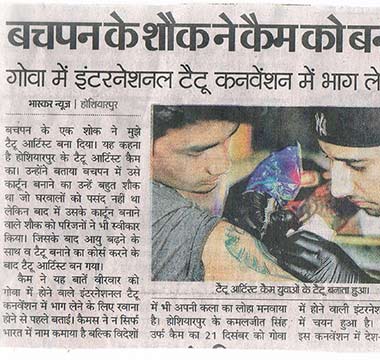 बचपन के शौक ने कैम को बन
गोवा में इंटरनेशनल टैटू कनवेंशन में भाग ले
भास्कर न्यूज | होशियारपुर
बचपन के एक शोक ने मुझे
टैटू आर्टिस्ट बना दिया। यह कहना
है होशियारपुर के टैटू आर्टिस्ट कैम
का। उन्होंने बताया बचपन में उसे
कार्टून बनाने का उन्हें बहुत शौक
था जो घरवालों को पसंद नहीं था
लेकिन बाद में उसके कार्टून बनाने
वाले शौक को परिजनों ने भी स्वीकार
किया। जिसके बाद आयु बढ़ने के
साथ व टैटू बनाने का कोर्स करने के
बाद टैटू आर्टिस्ट बन गया।
कैम ने यह बातें वीरवार को
गोवा में होने वाले इंटरनेशनल टैटू
कनवेंशन में भाग लेने के लिए रवाना
होने से पहले बताई। कैमस ने न सिर्फ
भारत में नाम कमाया है बल्कि विदेशों
टैटू आर्टिस्ट कैम युवाओं के टैटू बनाता हुआ।
में भी अपनी कला का लोहा मनवाया
है। होशियारपुर के कमलजीत सिंह
उर्फ कैम का 21 दिसंबर को गोवा
में होने वाली इंटरनेश
में चयन हुआ है।
इस कनवेंशन में देश